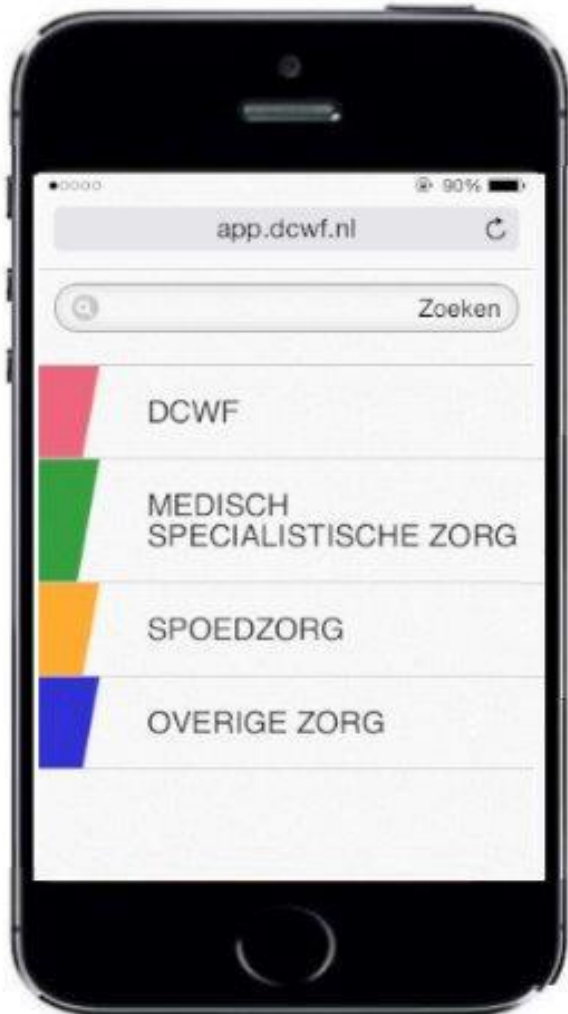 90%
app.dcwf.nl
Zoeken
DCWF
MEDISCH
SPECIALISTISCHE ZORG
SPOEDZORG
OVERIGE ZORG